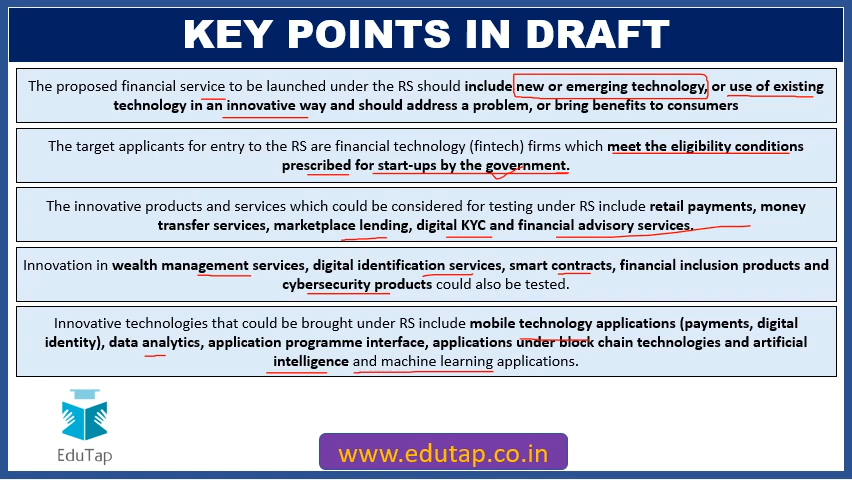 KEY POINTS IN DRAFT
The proposed financial service to be launched under the RS should include new or emerging technology, or use of existing
technology in an innovative way and should address a problem, or bring benefits to consumers
The target applicants for entry to the RS are financial technology (fintech) firms which meet the eligibility conditions
prescribed for start-ups by the government.
The innovative products and services which could be considered for testing under RS include retail payments, money
transfer services, marketplace lending, digital KYC and financial advisory services.
Innovation in wealth management services, digital identification services, smart contracts, financial inclusion products and
cybersecurity products could also be tested.
Innovative technologies that could be brought under RS include mobile technology applications (payments, digital
identity), data analytics, application programme interface, applications under block chain technologies and artificial
intelligence and machine learning applications.
EduTap
www.edutap.co.in